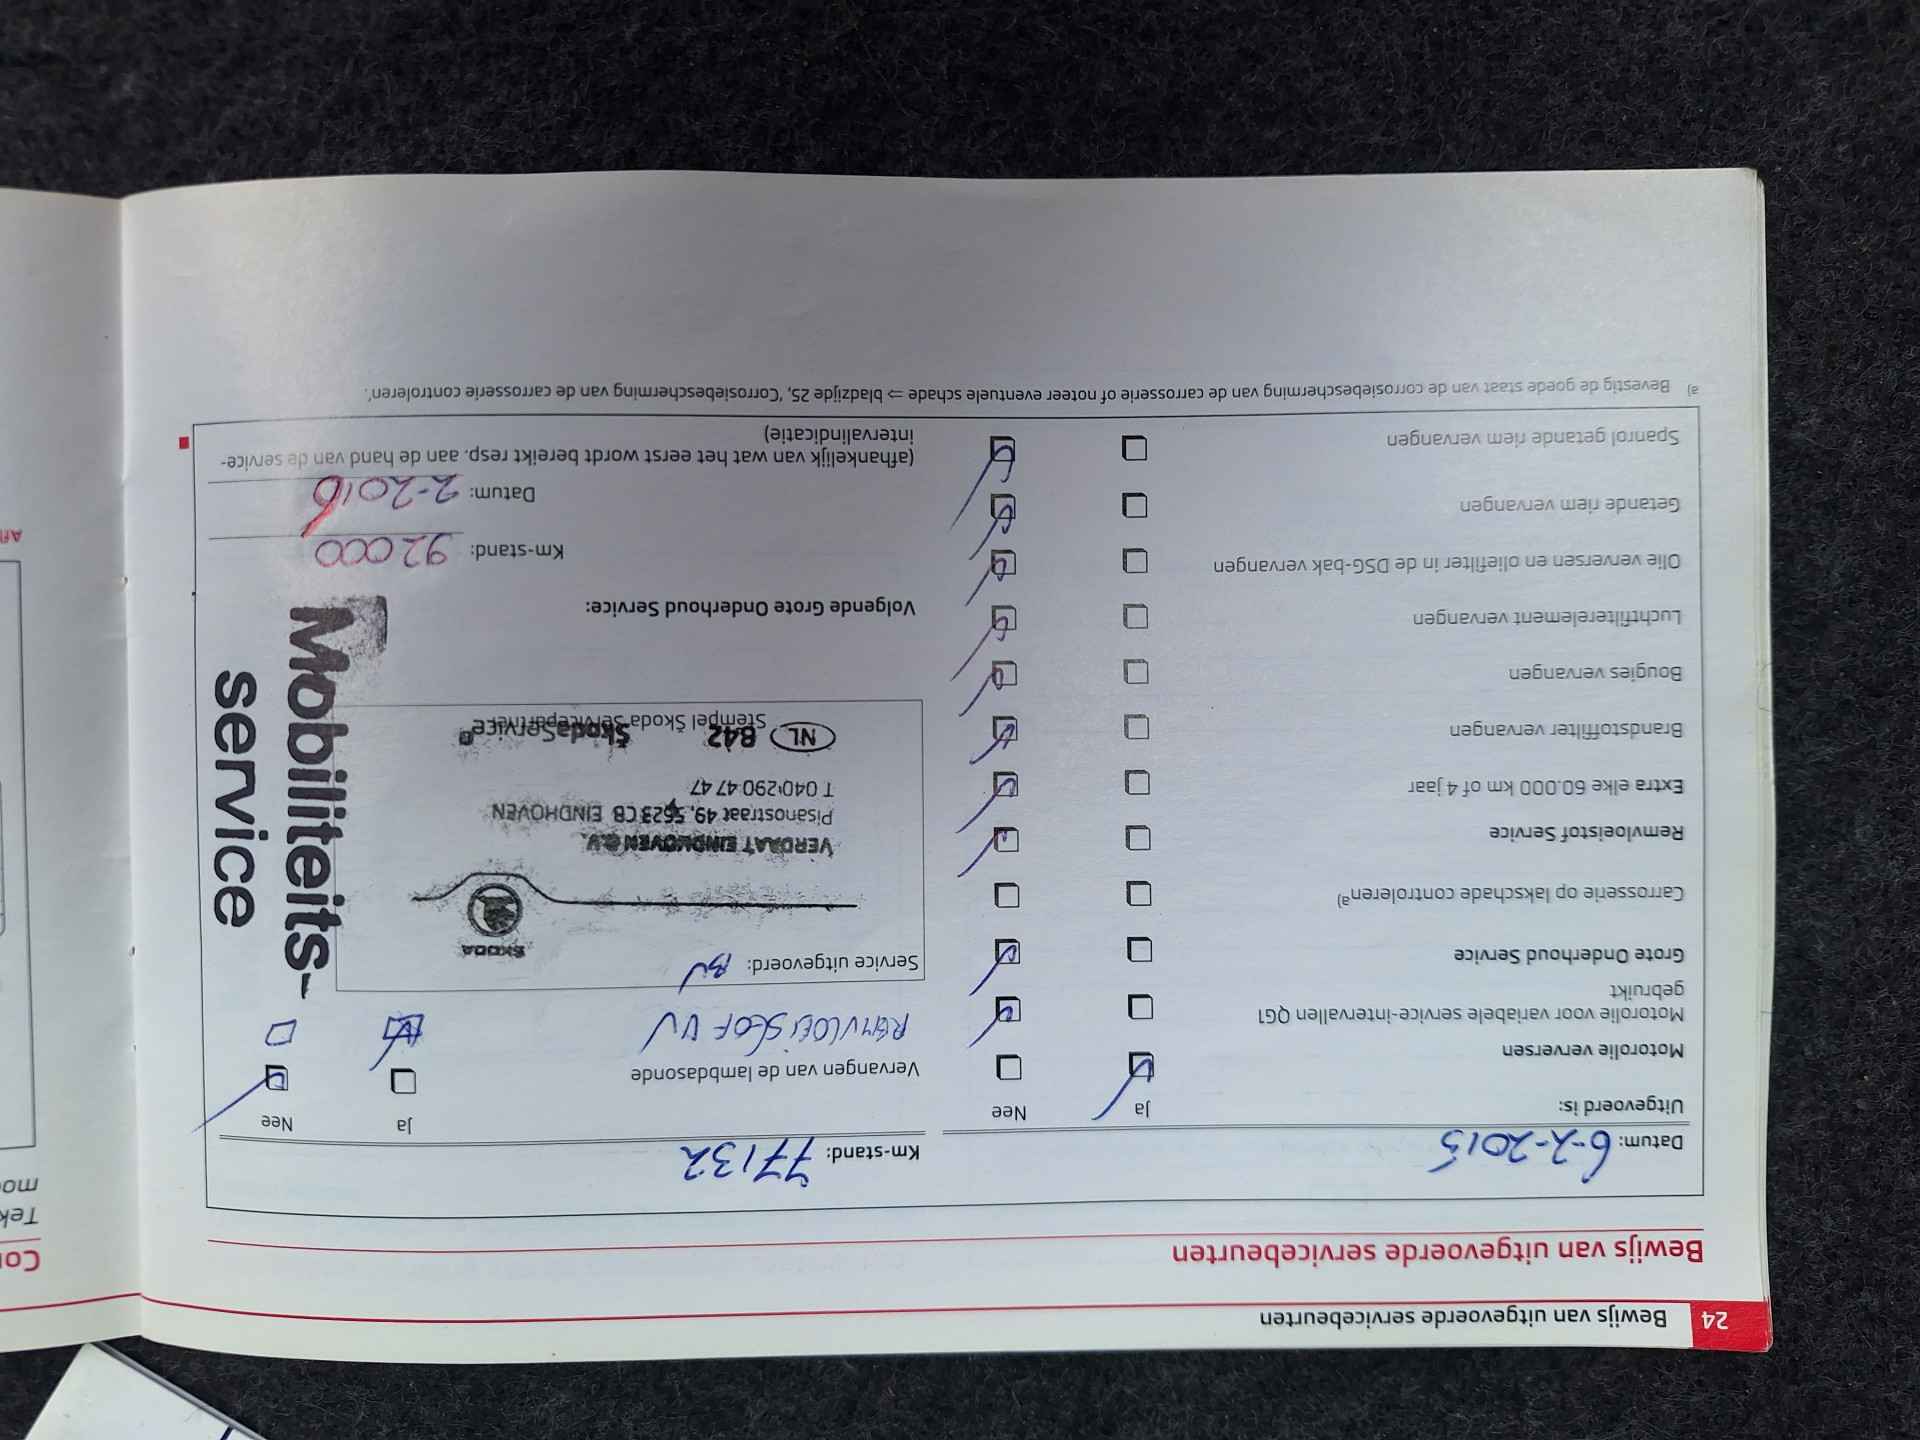 24 Bewijs van uitgevoerde servicebeurten
Bewijs van uitgevoerde servicebeurten
Datum: 6-2-2015
Uitgevoerd is: Ja Nee
Motorolie verversen
Motorolie voor variabele service-intervallen QG1
gebruikt
Grote Onderhoud Service
Carrosserie op lakschade controleren a)
Remvloeistof Service
Extra elke 60.000 km of 4 jaar
Brandstoffilter vervangen
Bougies vervangen
Luchtfilterelement vervangen
Olie verversen en oliefilter in de DSG-bak vervangen
Getande riem vervangen
Spanrol getande riem vervangen
Km-stand: 77132
Ja Nee
Vervangen van de lambdasonde
Service uitgevoerd:
ŠKODA
VERDAAT EINDHOVEN B.V.
Pisanostraat 49, 5623 CB EINDHOVEN
T 040-290 47 47
NL 842 ŠkodaService
Stempel Škoda Servicepartner
Mobiliteits-
service
Volgende Grote Onderhoud Service:
Km-stand: 92000
Datum: 2-2016
(afhankelijk van wat het eerst wordt bereikt resp. aan de hand van de service-
intervalindicatie)
a) Bevestig de goede staat van de corrosiebescherming van de carrosserie of noteer eventuele schade ⇒ bladzijde 25, ‘Corrosiebescherming van de carrosserie controleren’.